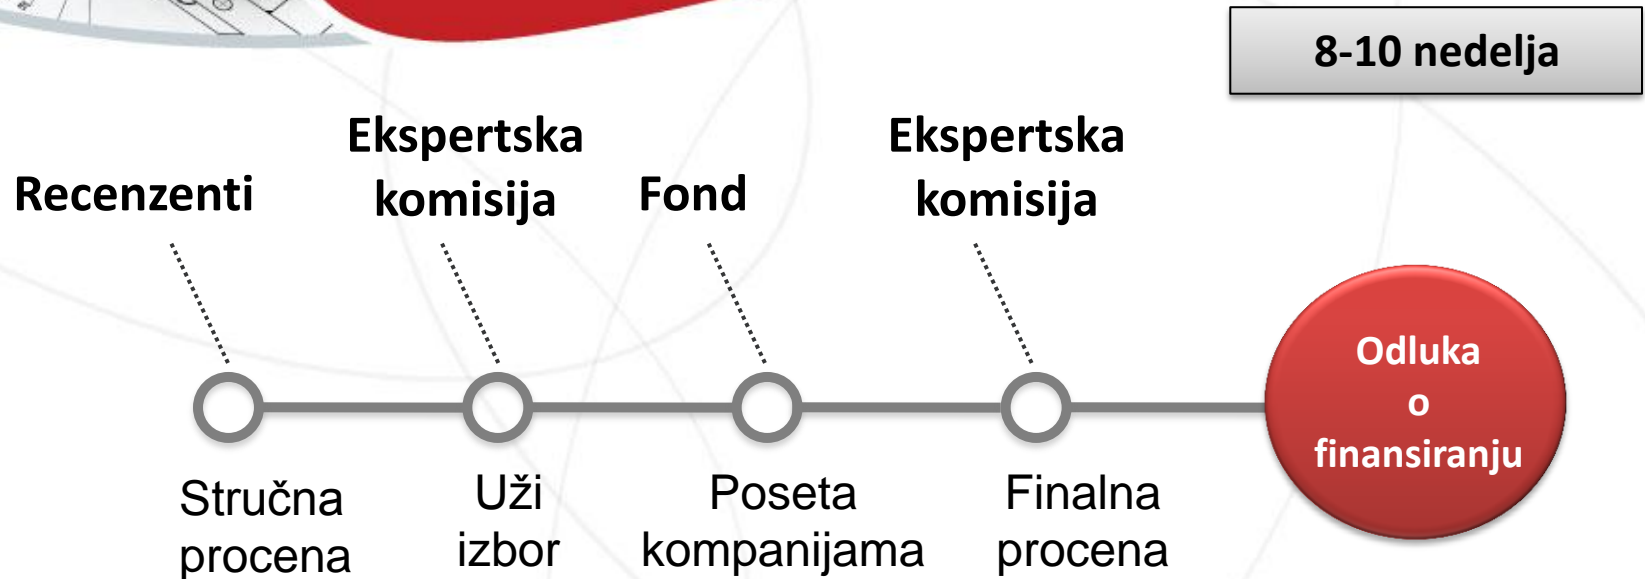 8-10 nedelja
Recenzenti
Ekspertska
komisija
Fond
Ekspertska
komisija
Stručna
procena
Uži
izbor
Poseta
kompanijama
Finalna
procena
Odluka
o
finansiranju